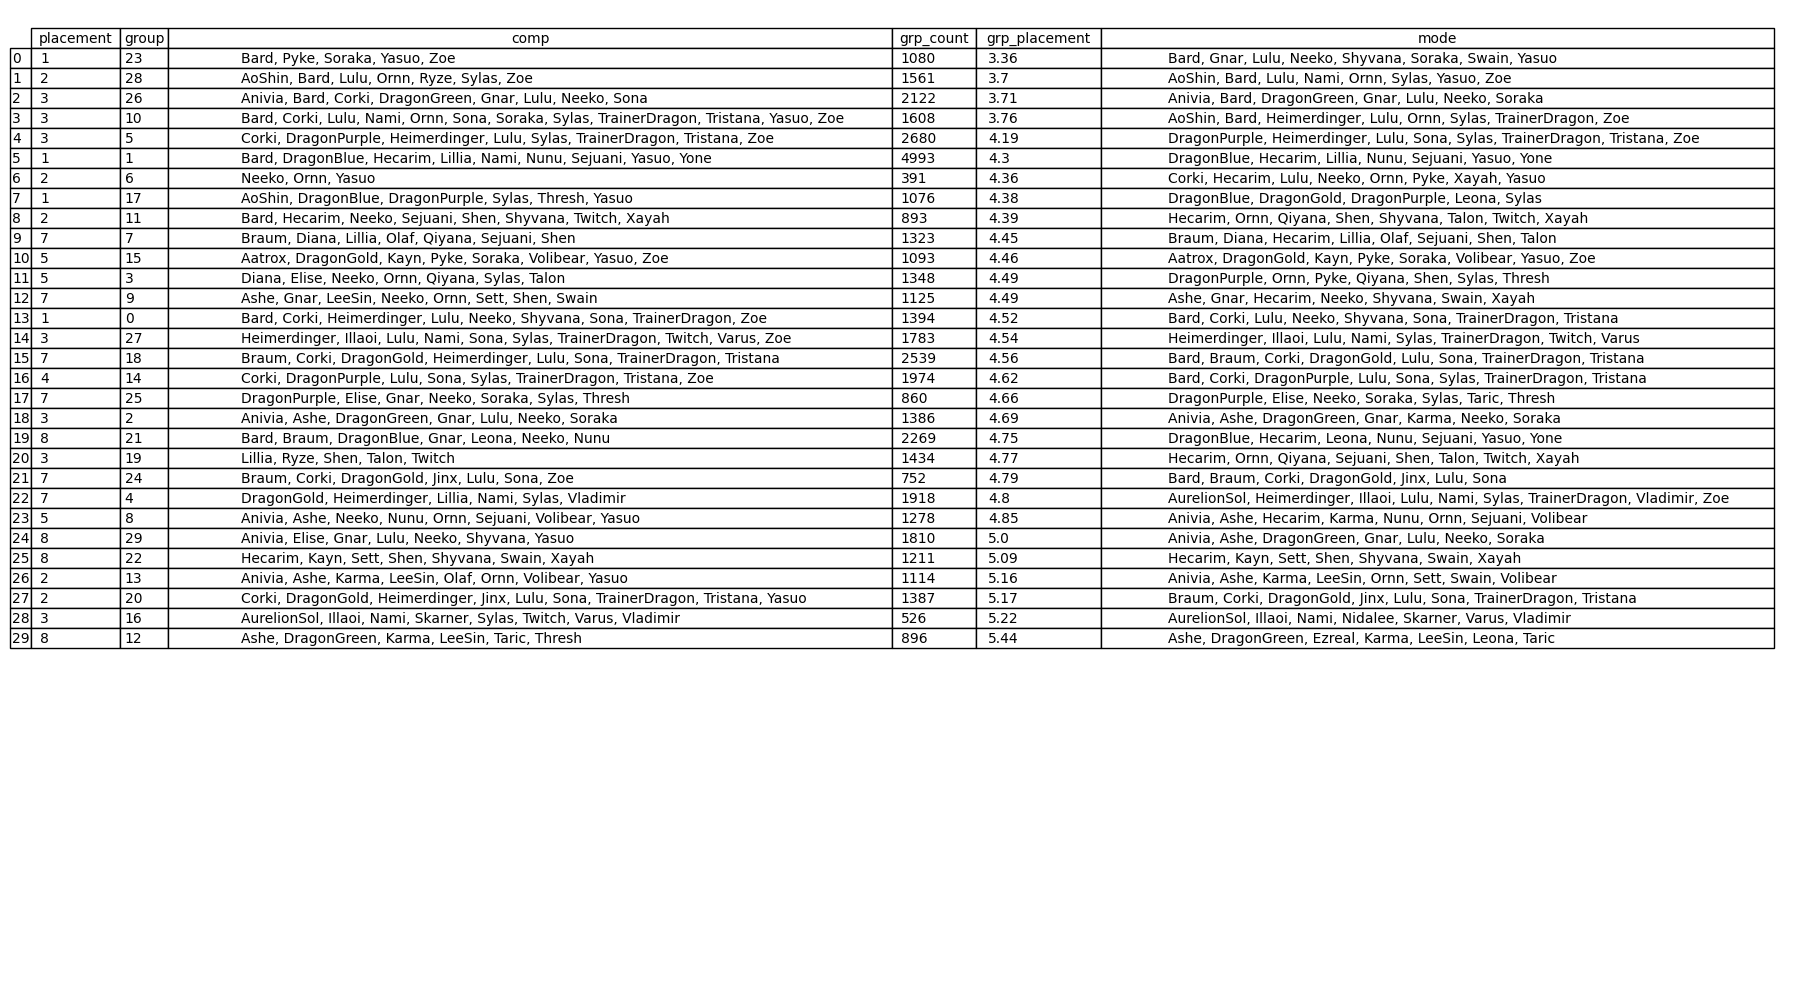 placement group comp grp_count grp_placement mode
0 1 23 Bard, Pyke, Soraka, Yasuo, Zoe 1080 3.36 Bard, Gnar, Lulu, Neeko, Shyvana, Soraka, Swain, Yasuo
1 2 28 AoShin, Bard, Lulu, Ornn, Ryze, Sylas, Zoe 1561 3.7 AoShin, Bard, Lulu, Nami, Ornn, Sylas, Yasuo, Zoe
2 3 26 Anivia, Bard, Corki, DragonGreen, Gnar, Lulu, Neeko, Sona 2122 3.71 Anivia, Bard, DragonGreen, Gnar, Lulu, Neeko, Soraka
3 3 10 Bard, Corki, Lulu, Nami, Ornn, Sona, Soraka, Sylas, TrainerDragon, Tristana, Yasuo, Zoe 1608 3.76 AoShin, Bard, Heimerdinger, Lulu, Ornn, Sylas, TrainerDragon, Zoe
4 3 5 Corki, DragonPurple, Heimerdinger, Lulu, Sylas, TrainerDragon, Tristana, Zoe 2680 4.19 DragonPurple, Heimerdinger, Lulu, Sona, Sylas, TrainerDragon, Tristana, Zoe
5 1 1 Bard, DragonBlue, Hecarim, Lillia, Nami, Nunu, Sejuani, Yasuo, Yone 4993 4.3 DragonBlue, Hecarim, Lillia, Nunu, Sejuani, Yasuo, Yone
6 2 6 Neeko, Ornn, Yasuo 391 4.36 Corki, Hecarim, Lulu, Neeko, Ornn, Pyke, Xayah, Yasuo
7 1 17 AoShin, DragonBlue, DragonPurple, Sylas, Thresh, Yasuo 1076 4.38 DragonBlue, DragonGold, DragonPurple, Leona, Sylas
8 2 11 Bard, Hecarim, Neeko, Sejuani, Shen, Shyvana, Twitch, Xayah 893 4.39 Hecarim, Ornn, Qiyana, Shen, Shyvana, Talon, Twitch, Xayah
9 7 7 Braum, Diana, Lillia, Olaf, Qiyana, Sejuani, Shen 1323 4.45 Braum, Diana, Hecarim, Lillia, Olaf, Sejuani, Shen, Talon
10 5 15 Aatrox, DragonGold, Kayn, Pyke, Soraka, Volibear, Yasuo, Zoe 1093 4.46 Aatrox, DragonGold, Kayn, Pyke, Soraka, Volibear, Yasuo, Zoe
11 5 3 Diana, Elise, Neeko, Ornn, Qiyana, Sylas, Talon 1348 4.49 DragonPurple, Ornn, Pyke, Qiyana, Shen, Sylas, Thresh
12 7 9 Ashe, Gnar, LeeSin, Neeko, Ornn, Sett, Shen, Swain 1125 4.49 Ashe, Gnar, Hecarim, Neeko, Shyvana, Swain, Xayah
13 1 0 Bard, Corki, Heimerdinger, Lulu, Neeko, Shyvana, Sona, TrainerDragon, Zoe 1394 4.52 Bard, Corki, Lulu, Neeko, Shyvana, Sona, TrainerDragon, Tristana
14 3 27 Heimerdinger, Illaoi, Lulu, Nami, Sona, Sylas, TrainerDragon, Twitch, Varus, Zoe 1783 4.54 Heimerdinger, Illaoi, Lulu, Nami, Sylas, TrainerDragon, Twitch, Varus
15 7 18 Braum, Corki, DragonGold, Heimerdinger, Lulu, Sona, TrainerDragon, Tristana 2539 4.56 Bard, Braum, Corki, DragonGold, Lulu, Sona, TrainerDragon, Tristana
16 4 14 Corki, DragonPurple, Lulu, Sona, Sylas, TrainerDragon, Tristana, Zoe 1974 4.62 Bard, Corki, DragonPurple, Lulu, Sona, Sylas, TrainerDragon, Tristana
17 7 25 DragonPurple, Elise, Gnar, Neeko, Soraka, Sylas, Thresh 860 4.66 DragonPurple, Elise, Neeko, Soraka, Sylas, Taric, Thresh
18 3 2 Anivia, Ashe, DragonGreen, Gnar, Lulu, Neeko, Soraka 1386 4.69 Anivia, Ashe, DragonGreen, Gnar, Karma, Neeko, Soraka
19 8 21 Bard, Braum, DragonBlue, Gnar, Leona, Neeko, Nunu 2269 4.75 DragonBlue, Hecarim, Leona, Nunu, Sejuani, Yasuo, Yone
20 3 19 Lillia, Ryze, Shen, Talon, Twitch 1434 4.77 Hecarim, Ornn, Qiyana, Sejuani, Shen, Talon, Twitch, Xayah
21 7 24 Braum, Corki, DragonGold, Jinx, Lulu, Sona, Zoe 752 4.79 Bard, Braum, Corki, DragonGold, Jinx, Lulu, Sona
22 7 4 DragonGold, Heimerdinger, Lillia, Nami, Sylas, Vladimir 1918 4.8 AurelionSol, Heimerdinger, Illaoi, Lulu, Nami, Sylas, TrainerDragon, Vladimir, Zoe
23 5 8 Anivia, Ashe, Neeko, Nunu, Ornn, Sejuani, Volibear, Yasuo 1278 4.85 Anivia, Ashe, Hecarim, Karma, Nunu, Ornn, Sejuani, Volibear
24 8 29 Anivia, Elise, Gnar, Lulu, Neeko, Shyvana, Yasuo 1810 5.0 Anivia, Ashe, DragonGreen, Gnar, Lulu, Neeko, Soraka
25 8 22 Hecarim, Kayn, Sett, Shen, Shyvana, Swain, Xayah 1211 5.09 Hecarim, Kayn, Sett, Shen, Shyvana, Swain, Xayah
26 2 13 Anivia, Ashe, Karma, LeeSin, Olaf, Ornn, Volibear, Yasuo 1114 5.16 Anivia, Ashe, Karma, LeeSin, Ornn, Sett, Swain, Volibear
27 2 20 Corki, DragonGold, Heimerdinger, Jinx, Lulu, Sona, TrainerDragon, Tristana, Yasuo 1387 5.17 Braum, Corki, DragonGold, Jinx, Lulu, Sona, TrainerDragon, Tristana
28 3 16 AurelionSol, Illaoi, Nami, Skarner, Sylas, Twitch, Varus, Vladimir 526 5.22 AurelionSol, Illaoi, Nami, Nidalee, Skarner, Varus, Vladimir
29 8 12 Ashe, DragonGreen, Karma, LeeSin, Taric, Thresh 896 5.44 Ashe, DragonGreen, Ezreal, Karma, LeeSin, Leona, Taric